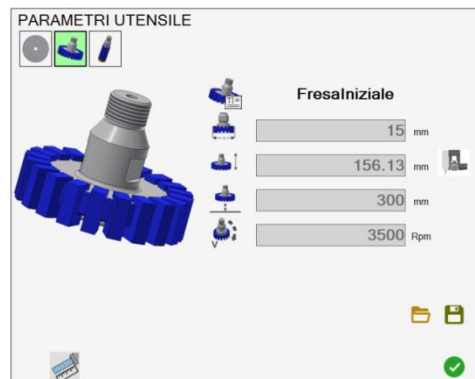 PARAMETRI UTENSILE
FresaIniziale
15 mm
156.13 mm
300 mm
3500 Rpm
V